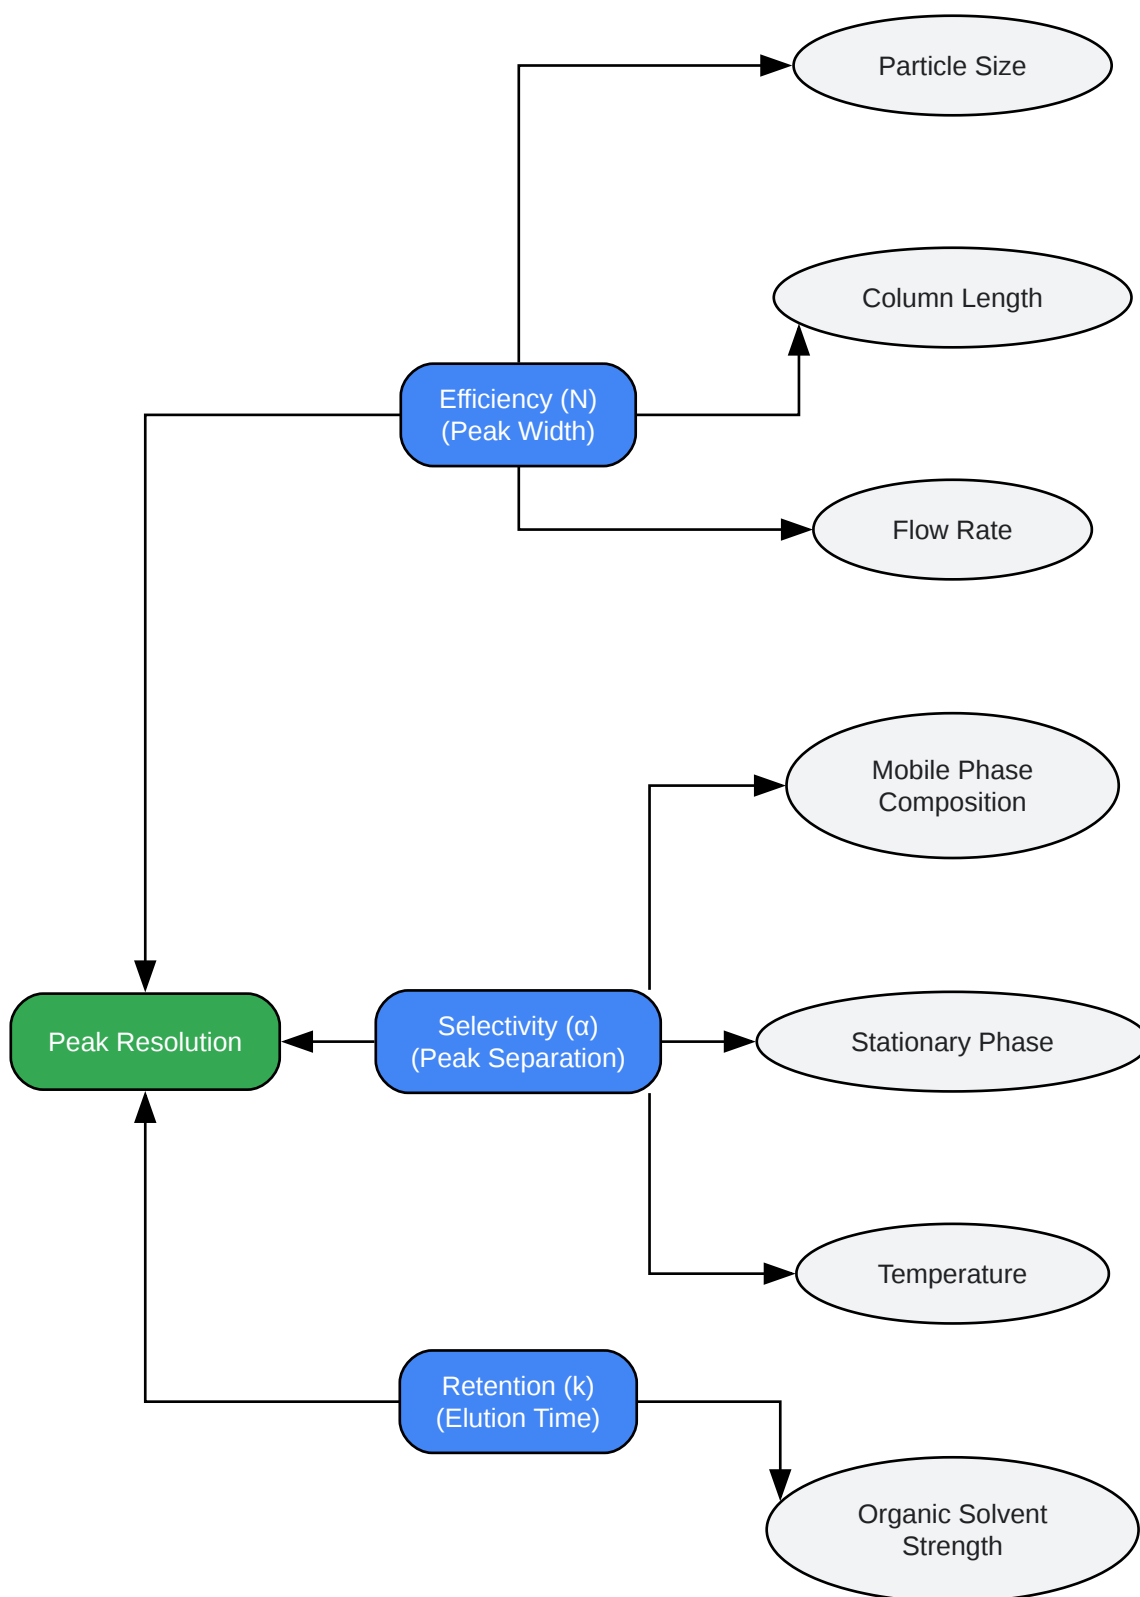 Particle Size
Column Length
Efficiency (N)
(Peak Width)
Flow Rate
Mobile Phase
Composition
Peak Resolution
Selectivity (α)
(Peak Separation)
Stationary Phase
Temperature
Retention (k)
(Elution Time)
Organic Solvent
Strength